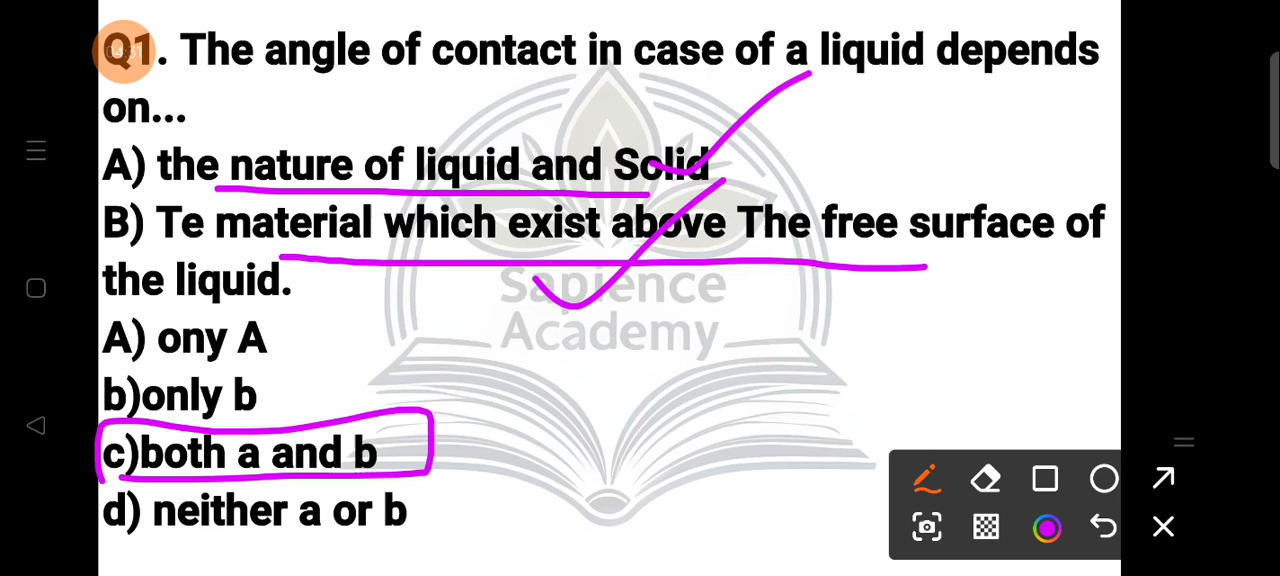 Q1. The angle of contact in case of a liquid depends
on...
A) the nature of liquid and Solid
B) Te material which exist above The free surface of
the liquid.
A) ony A
b)only b
c)both a and b
d) neither a or b
Sapience
Academy